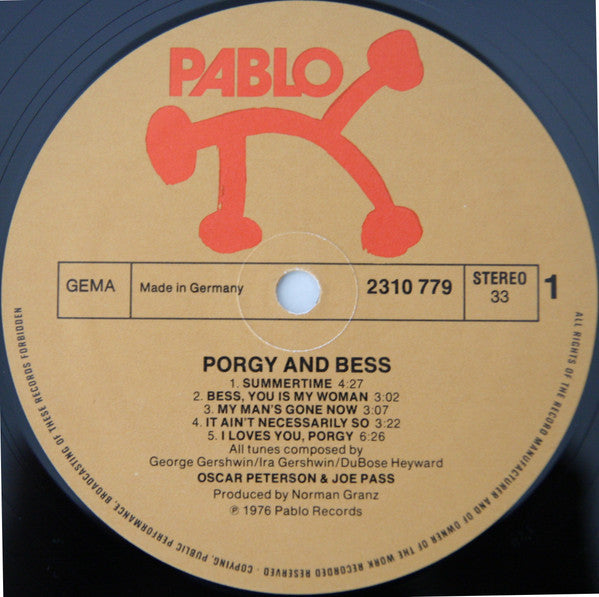 PABLO
GEMA
Made in Germany
2310 779
STEREO
33
1
PORGY AND BESS
1. SUMMERTIME 4:27
2. BESS, YOU IS MY WOMAN 3:02
3. MY MAN'S GONE NOW 3:07
4. IT AIN'T NECESSARILY SO 3:22
5. I LOVES YOU, PORGY 6:26
All tunes composed by
George Gershwin/Ira Gershwin/DuBose Heyward
OSCAR PETERSON & JOE PASS
Produced by Norman Granz
℗ 1976 Pablo Records
ALL RIGHTS OF THE RECORD MANUFACTURER AND OF OWNER OF THE WORK RECORDED RESERVED · COPYING, PUBLIC PERFORMANCE, BROADCASTING OF THESE RECORDS FORBIDDEN